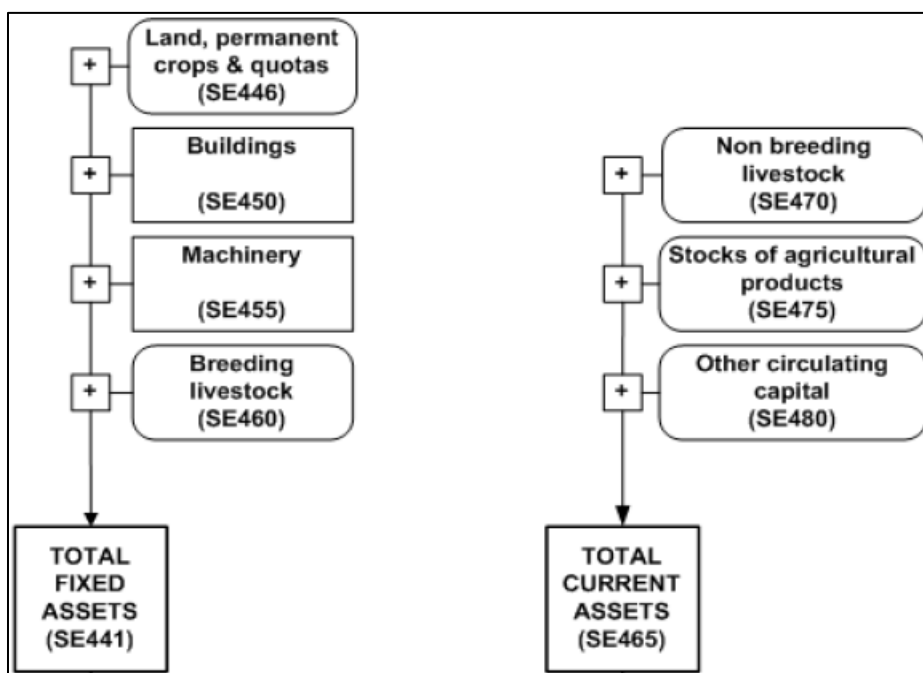 +
Land, permanent
crops & quotas
(SE446)
+
Buildings
(SE450)
+
Machinery
(SE455)
+
Breeding
livestock
(SE460)
TOTAL
FIXED
ASSETS
(SE441)
+
Non breeding
livestock
(SE470)
+
Stocks of agricultural
products
(SE475)
+
Other circulating
capital
(SE480)
TOTAL
CURRENT
ASSETS
(SE465)